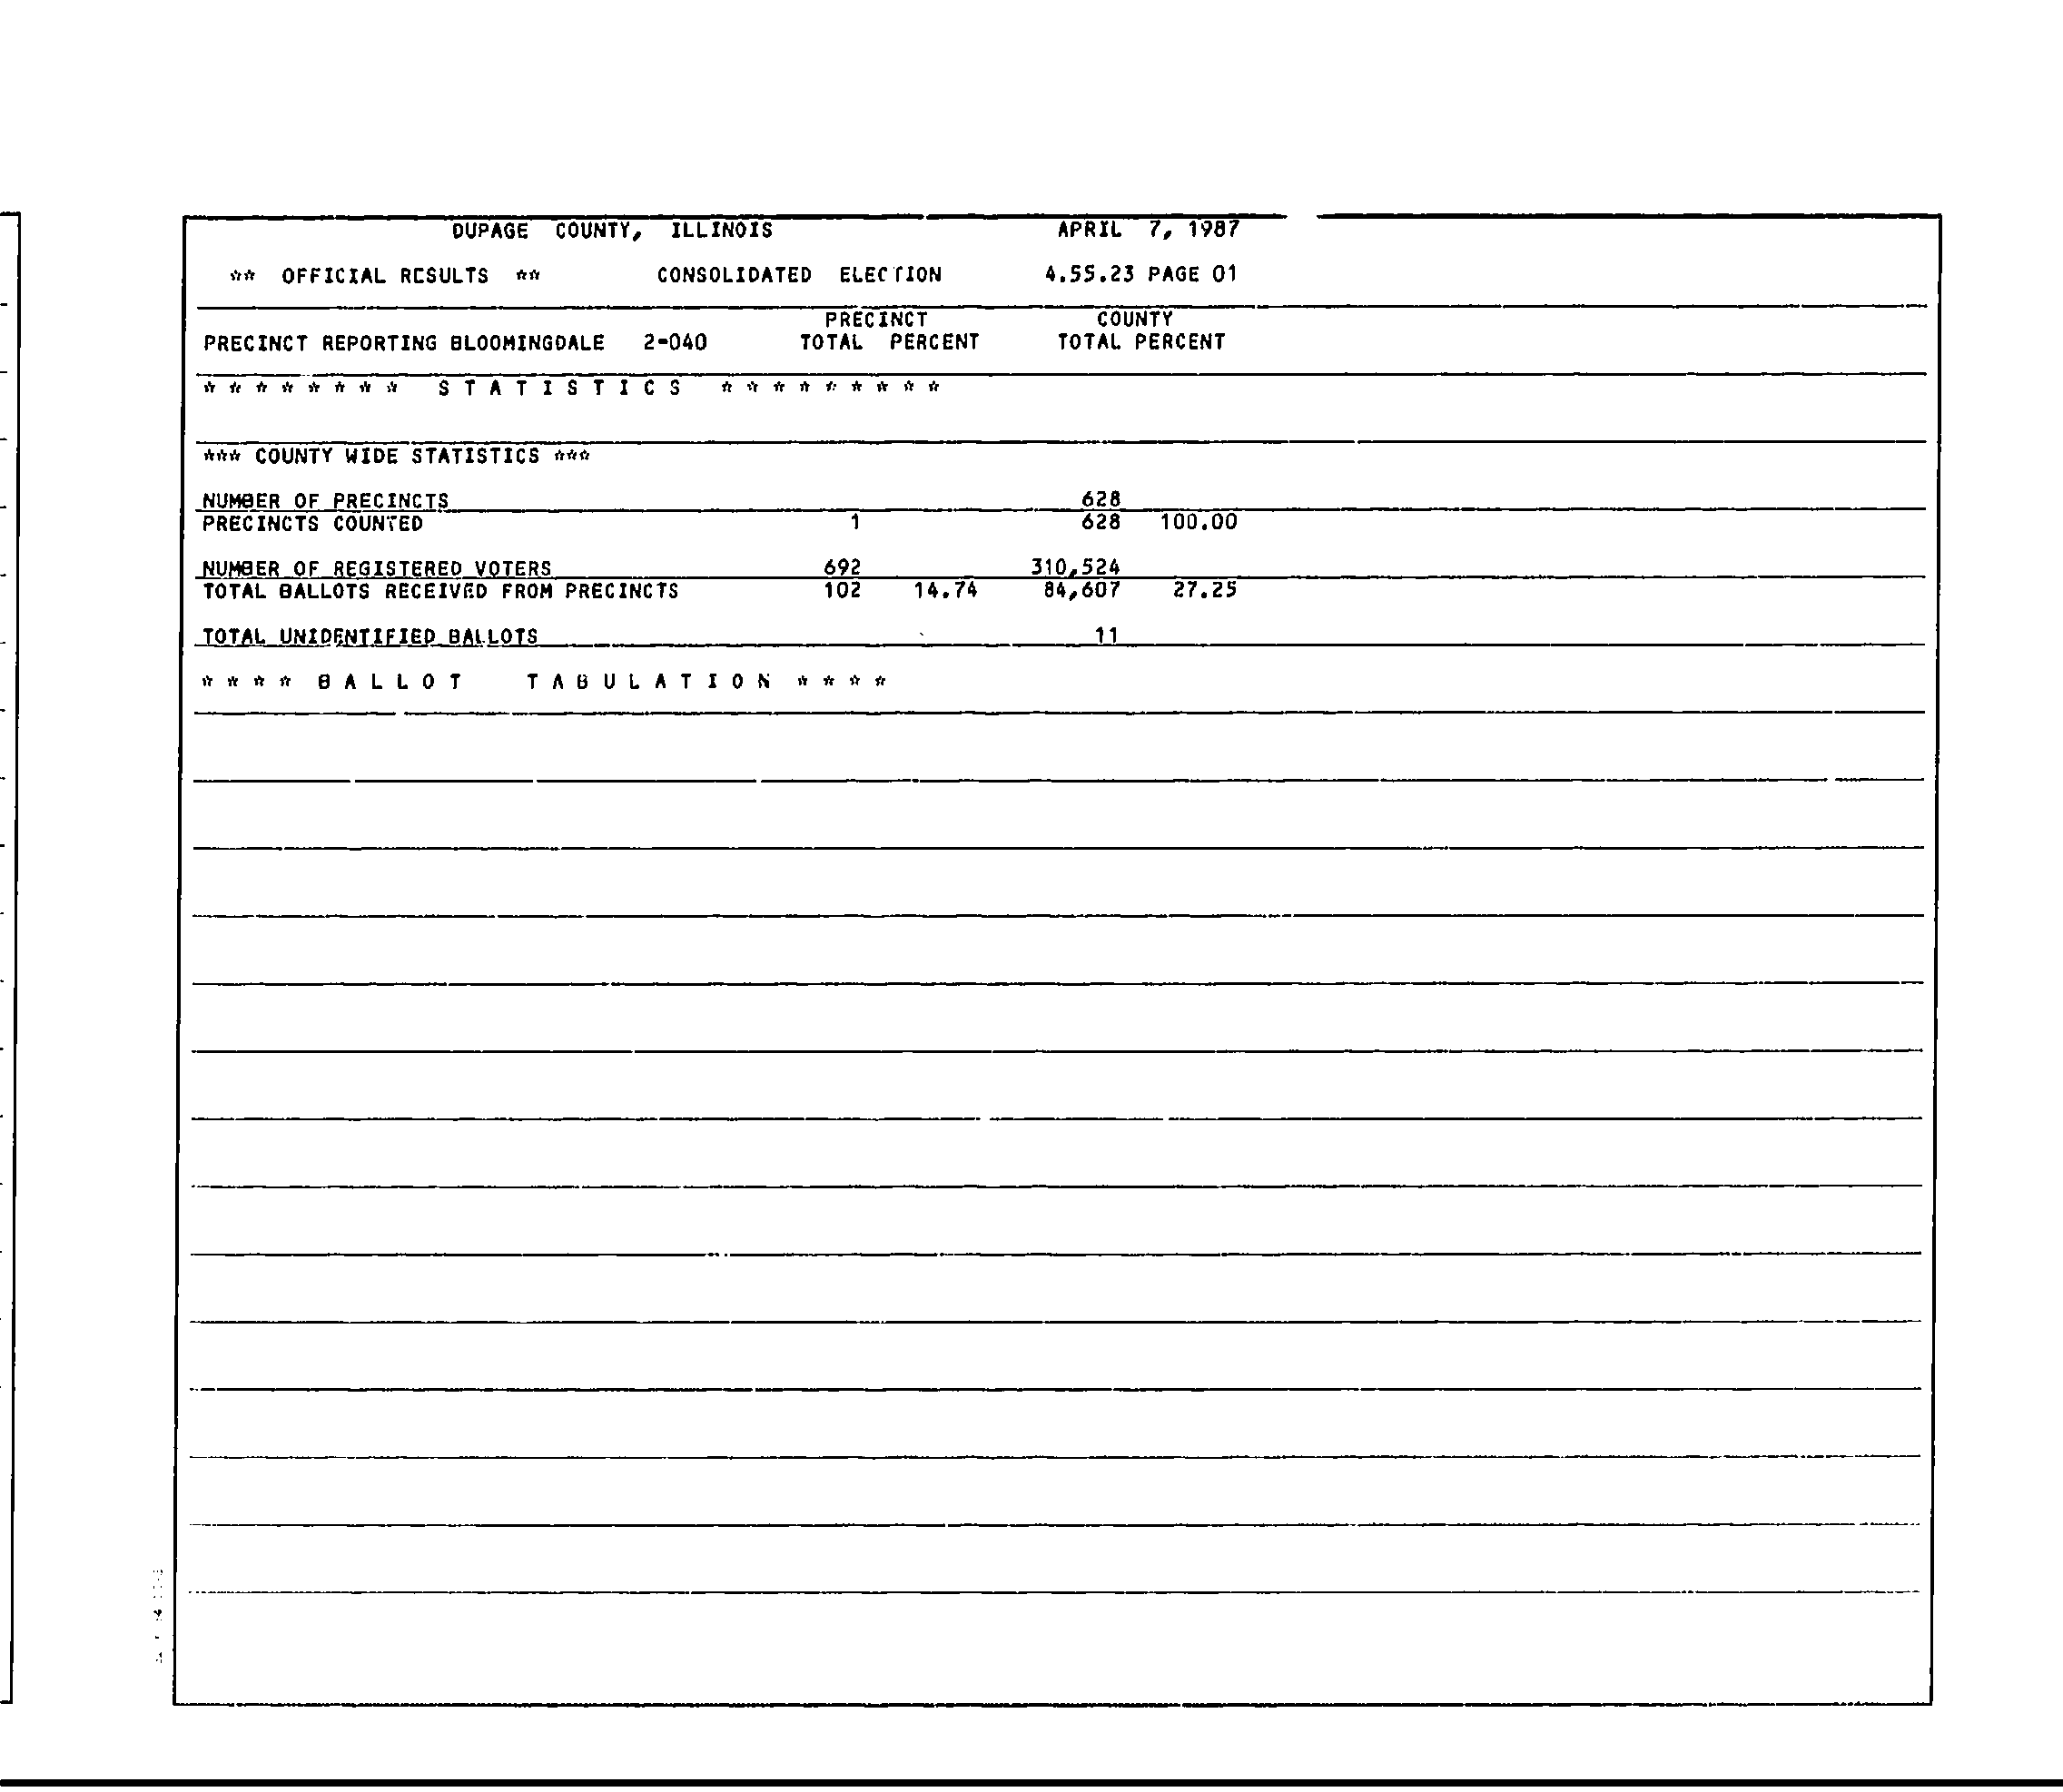 DUPAGE COUNTY, ILLINOIS APRIL 7, 1987
** OFFICIAL RESULTS ** CONSOLIDATED ELECTION 4.55.23 PAGE 01
PRECINCT COUNTY
PRECINCT REPORTING BLOOMINGDALE 2-040 TOTAL PERCENT TOTAL PERCENT
* * * * * * * * S T A T I S T I C S * * * * * * * * *
*** COUNTY WIDE STATISTICS ***
NUMBER OF PRECINCTS 628
PRECINCTS COUNTED 1 628 100.00
NUMBER OF REGISTERED VOTERS 692 310,524
TOTAL BALLOTS RECEIVED FROM PRECINCTS 102 14.74 84,607 27.25
TOTAL UNIDENTIFIED BALLOTS 11
* * * * B A L L O T T A B U L A T I O N * * * *